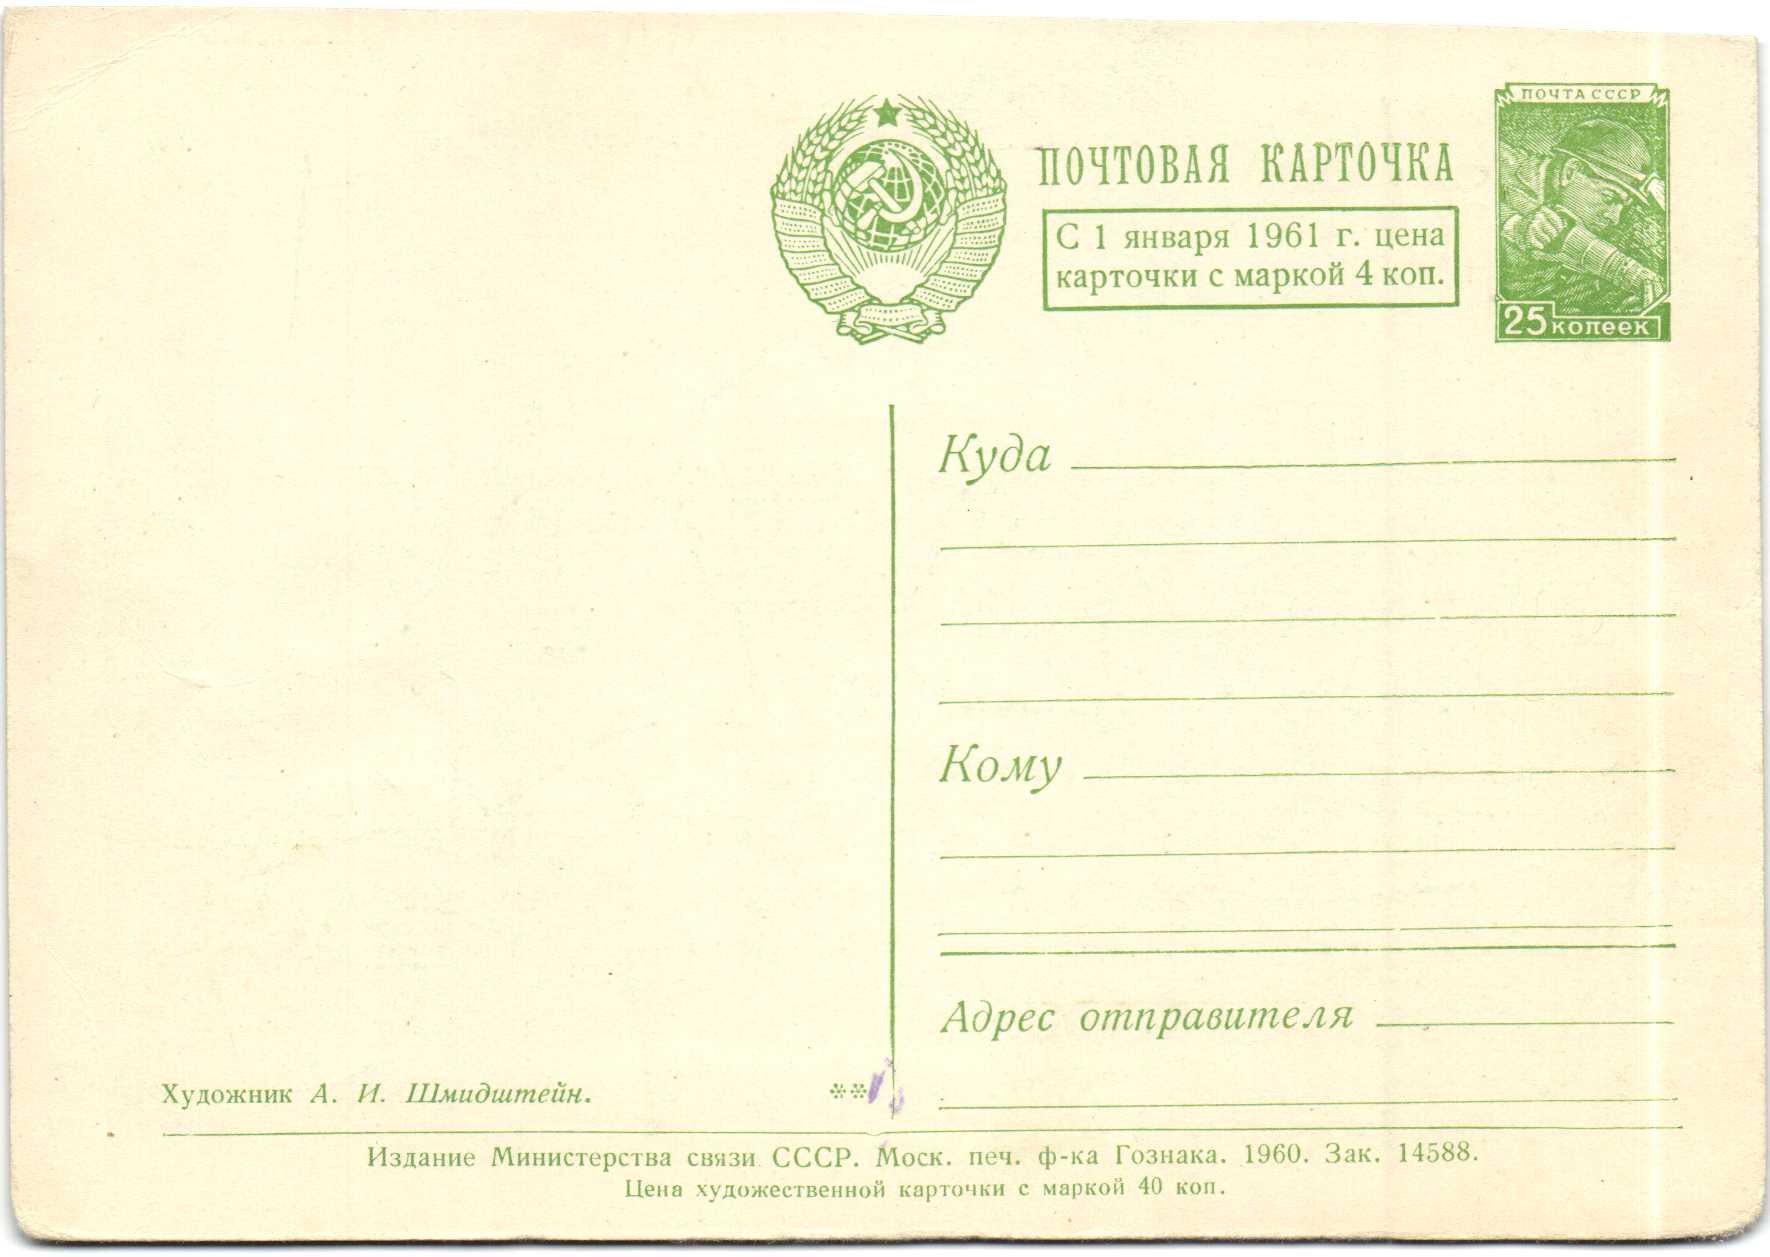 ПОЧТА СССР
ПОЧТОВАЯ КАРТОЧКА
С 1 января 1961 г. цена
карточки с маркой 4 коп.
25 копеек
Куда
Кому
Адрес отправителя
Художник А. И. Шмидштейн.
**
Издание Министерства связи СССР. Моск. печ. ф-ка Гознака. 1960. Зак. 14588.
Цена художественной карточки с маркой 40 коп.